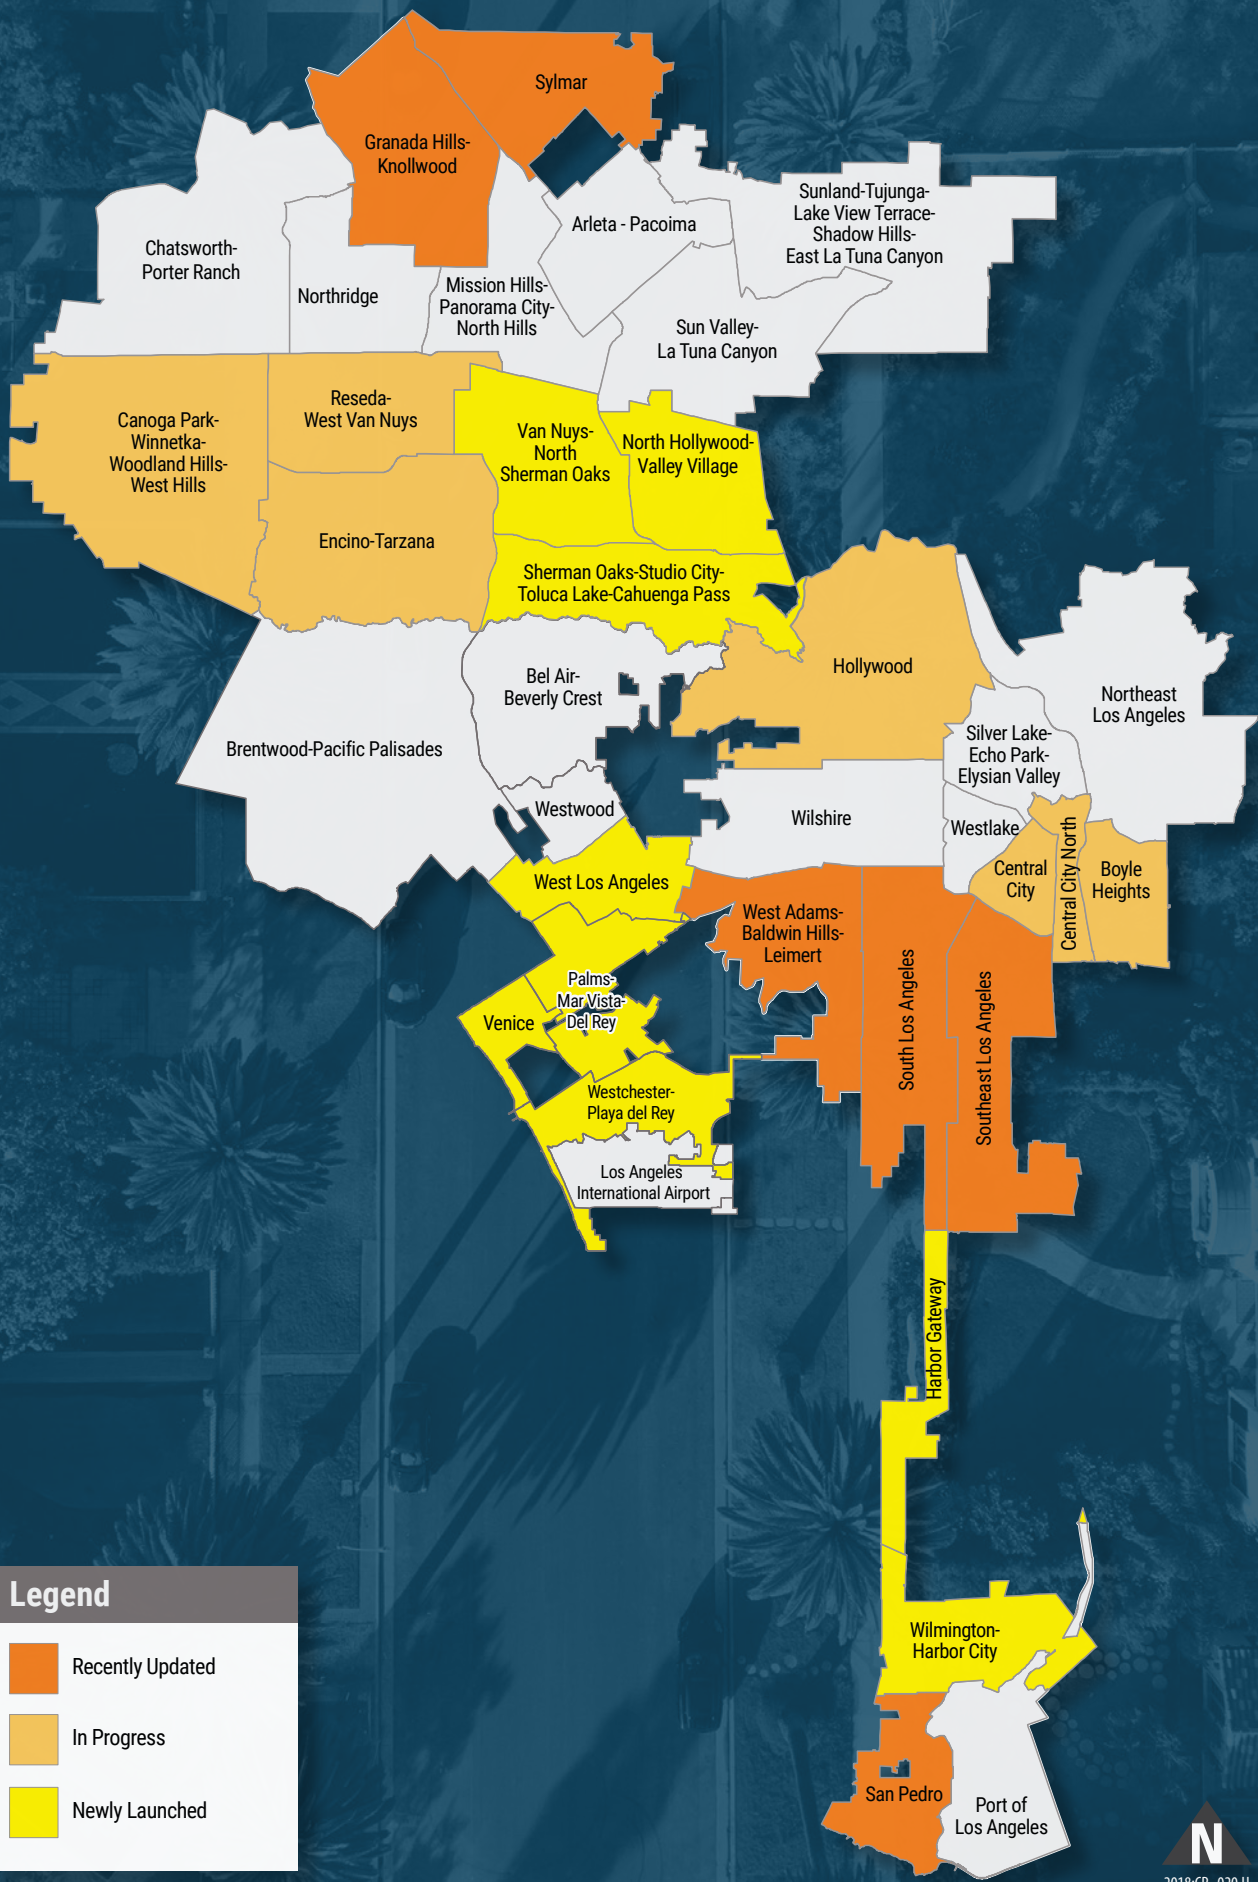 Sylmar
Granada Hills-
Knollwood
Sunland-Tujunga-
Lake View Terrace-
Shadow Hills-
East La Tuna Canyon
Arleta - Pacoima
Chatsworth-
Porter Ranch
Northridge
Mission Hills-
Panorama City-
North Hills
Sun Valley-
La Tuna Canyon
Canoga Park-
Winnetka-
Woodland Hills-
West Hills
Reseda-
West Van Nuys
Van Nuys-
North
Sherman Oaks
North Hollywood-
Valley Village
Encino-Tarzana
Sherman Oaks-Studio City-
Toluca Lake-Cahuenga Pass
Hollywood
Bel Air-
Beverly Crest
Northeast
Los Angeles
Brentwood-Pacific Palisades
Silver Lake-
Echo Park-
Elysian Valley
Westwood
Wilshire
Westlake
Central
City
Central City North
Boyle
Heights
West Los Angeles
West Adams-
Baldwin Hills-
Leimert
South Los Angeles
Southeast Los Angeles
Palms-
Mar Vista-
Del Rey
Venice
Westchester-
Playa del Rey
Los Angeles
International Airport
Harbor Gateway
Wilmington-
Harbor City
San Pedro
Port of
Los Angeles
Legend
Recently Updated
In Progress
Newly Launched
N